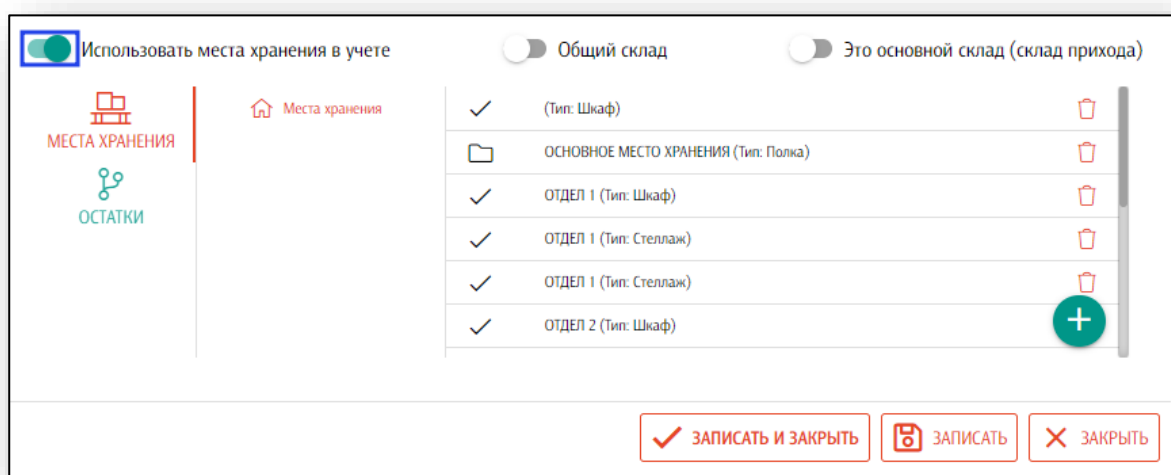 Использовать места хранения в учете
Общий склад
Это основной склад (склад прихода)
МЕСТА ХРАНЕНИЯ
ОСТАТКИ
Места хранения
(Тип: Шкаф)
ОСНОВНОЕ МЕСТО ХРАНЕНИЯ (Тип: Полка)
ОТДЕЛ 1 (Тип: Шкаф)
ОТДЕЛ 1 (Тип: Стеллаж)
ОТДЕЛ 1 (Тип: Стеллаж)
ОТДЕЛ 2 (Тип: Шкаф)
ЗАПИСАТЬ И ЗАКРЫТЬ
ЗАПИСАТЬ
ЗАКРЫТЬ